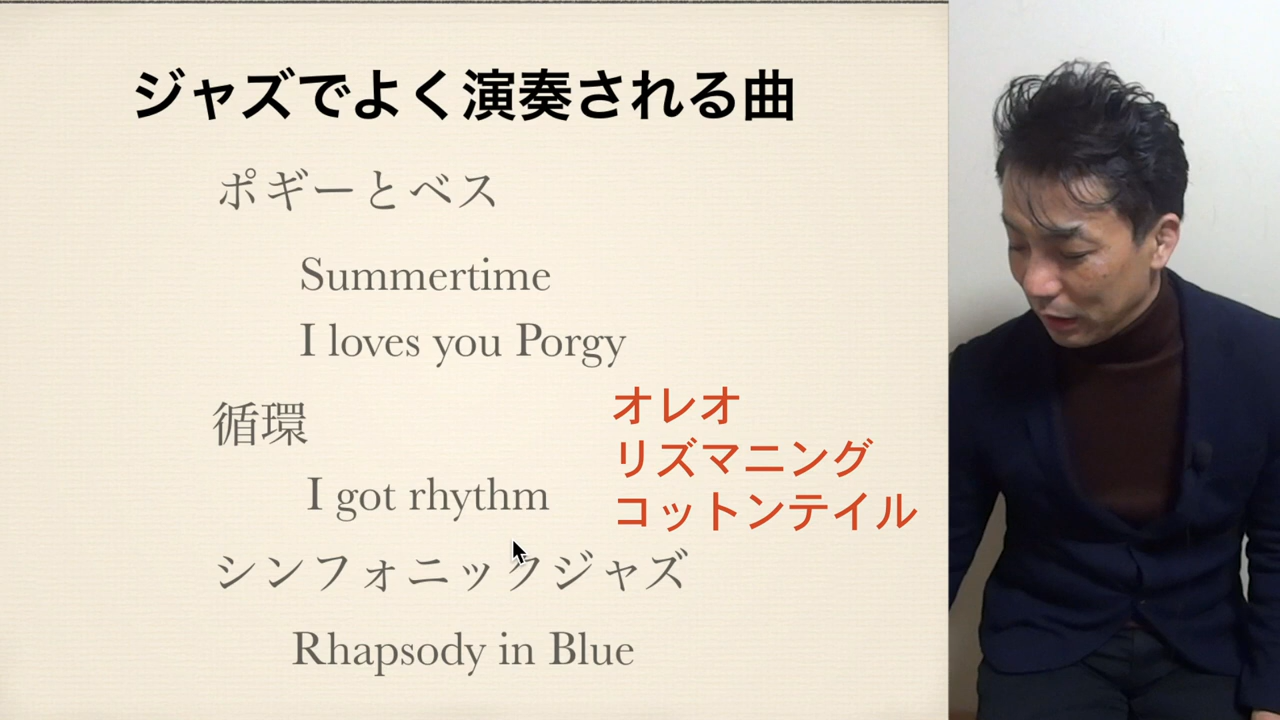 ジャズでよく演奏される曲
ポギーとベス
Summertime
I loves you Porgy
循環
I got rhythm
オレオ
リズマニング
コットンテイル
シンフォニックジャズ
Rhapsody in Blue